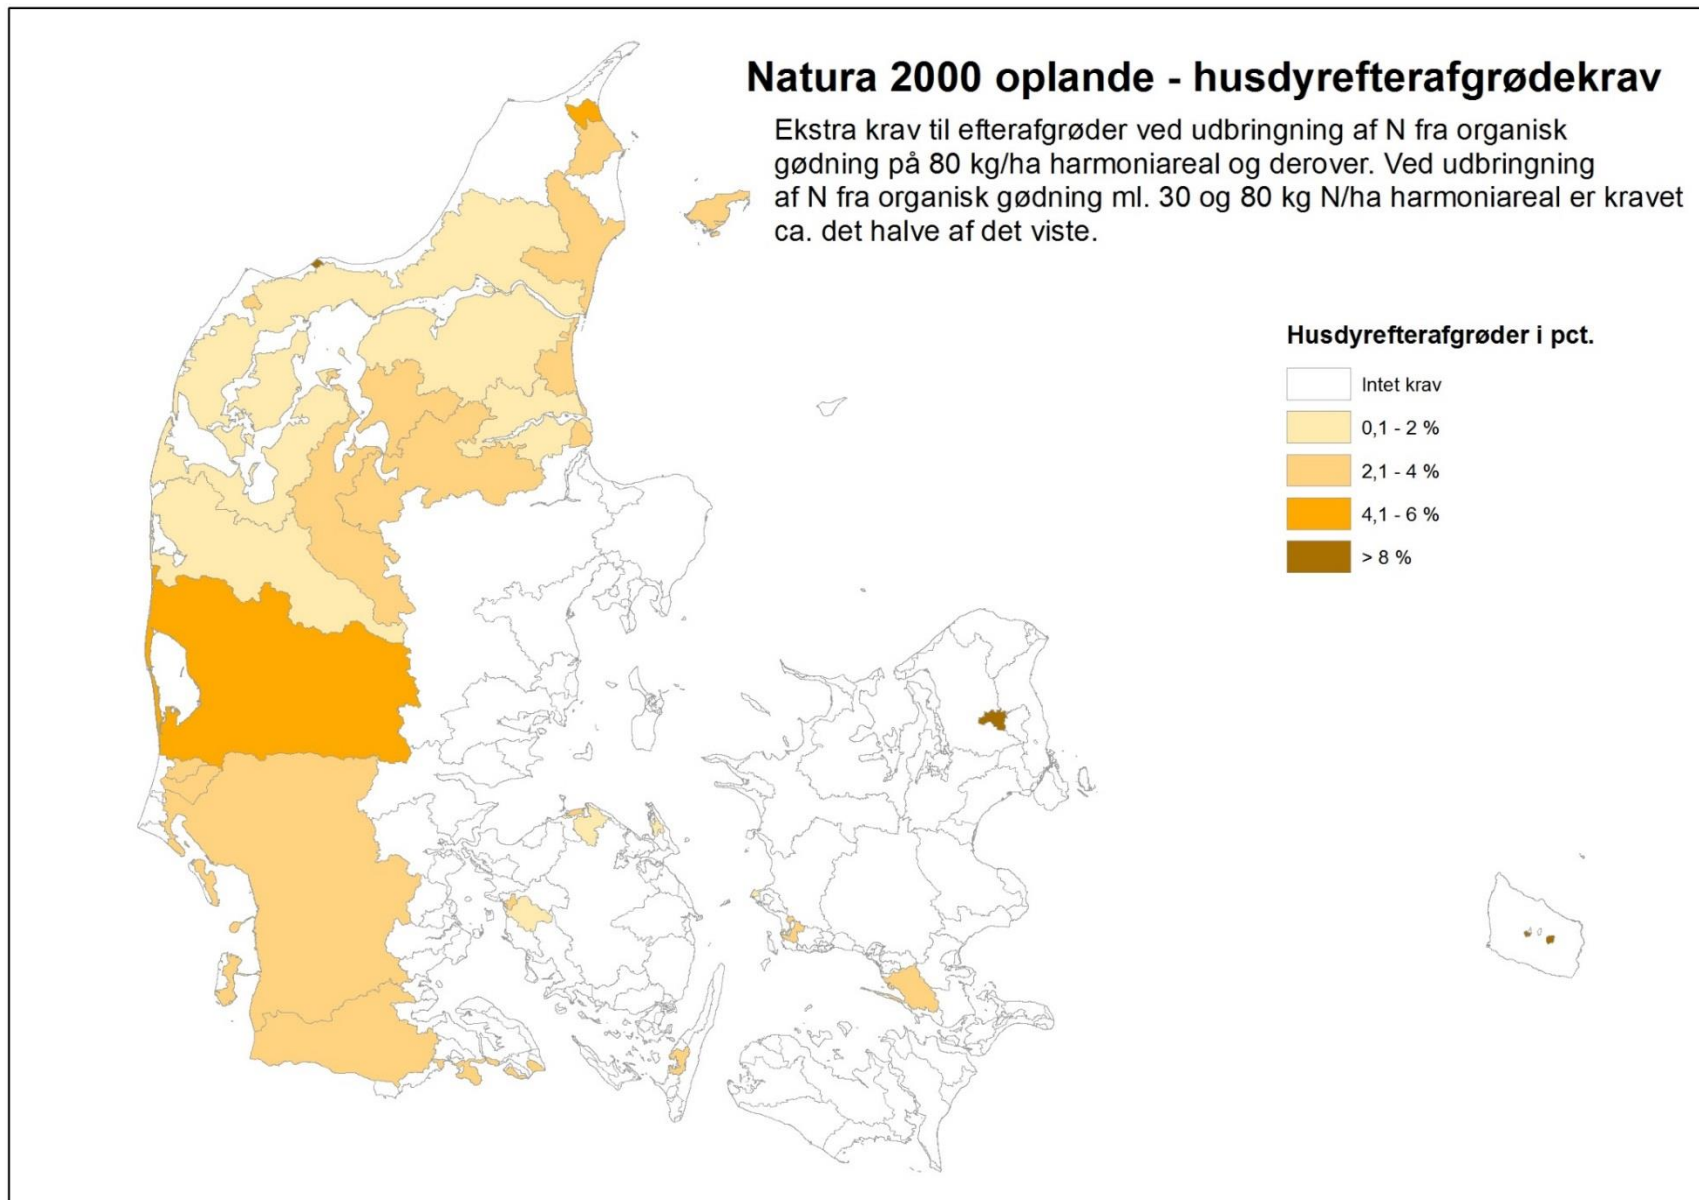 Natura 2000 oplande - husdyrefterafgrødekrav
Ekstra krav til efterafgrøder ved udbringning af N fra organisk
gødning på 80 kg/ha harmoniareal og derover. Ved udbringning
af N fra organisk gødning ml. 30 og 80 kg N/ha harmoniareal er kravet
ca. det halve af det viste.
Husdyrefterafgrøder i pct.
Intet krav
0,1 - 2 %
2,1 - 4 %
4,1 - 6 %
> 8 %